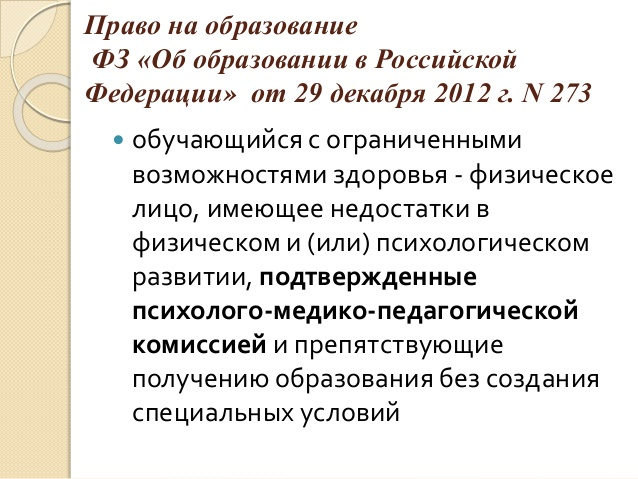 Право на образование
ФЗ «Об образовании в Российской
Федерации» от 29 декабря 2012 г. N 273
• обучающийся с ограниченными
возможностями здоровья - физическое
лицо, имеющее недостатки в
физическом и (или) психологическом
развитии, подтвержденные
психолого-медико-педагогической
комиссией и препятствующие
получению образования без создания
специальных условий